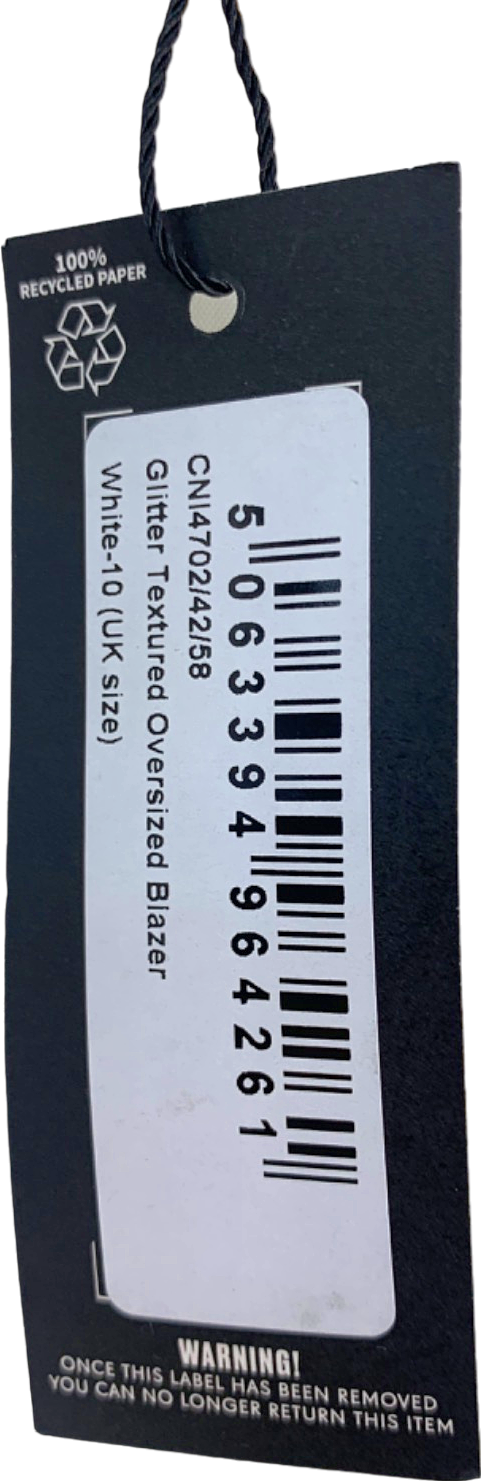 100%
RECYCLED PAPER
5 063394 964261
CNI4702/42/58
Glitter Textured Oversized Blazer
White-10 (UK size)
WARNING!
ONCE THIS LABEL HAS BEEN REMOVED
YOU CAN NO LONGER RETURN THIS ITEM